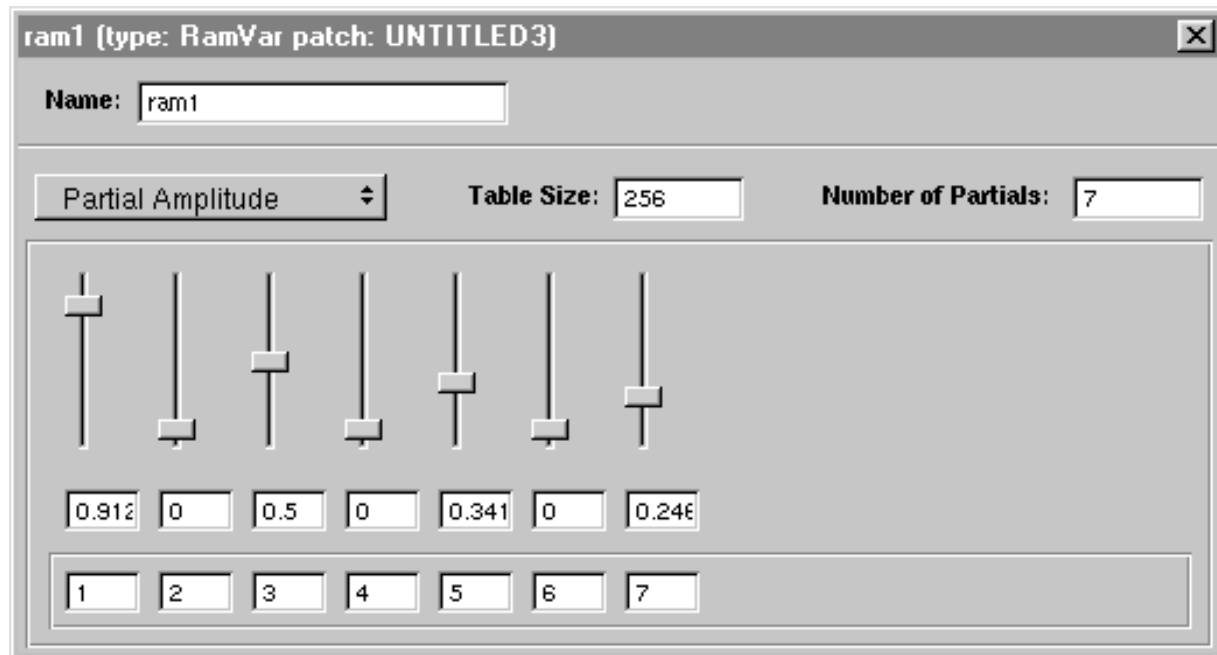 ram1 (type: RamVar patch: UNTITLED3)
Name: ram1
Partial Amplitude Table Size: 256 Number of Partials: 7
0.912 0 0.5 0 0.341 0 0.246
1 2 3 4 5 6 7